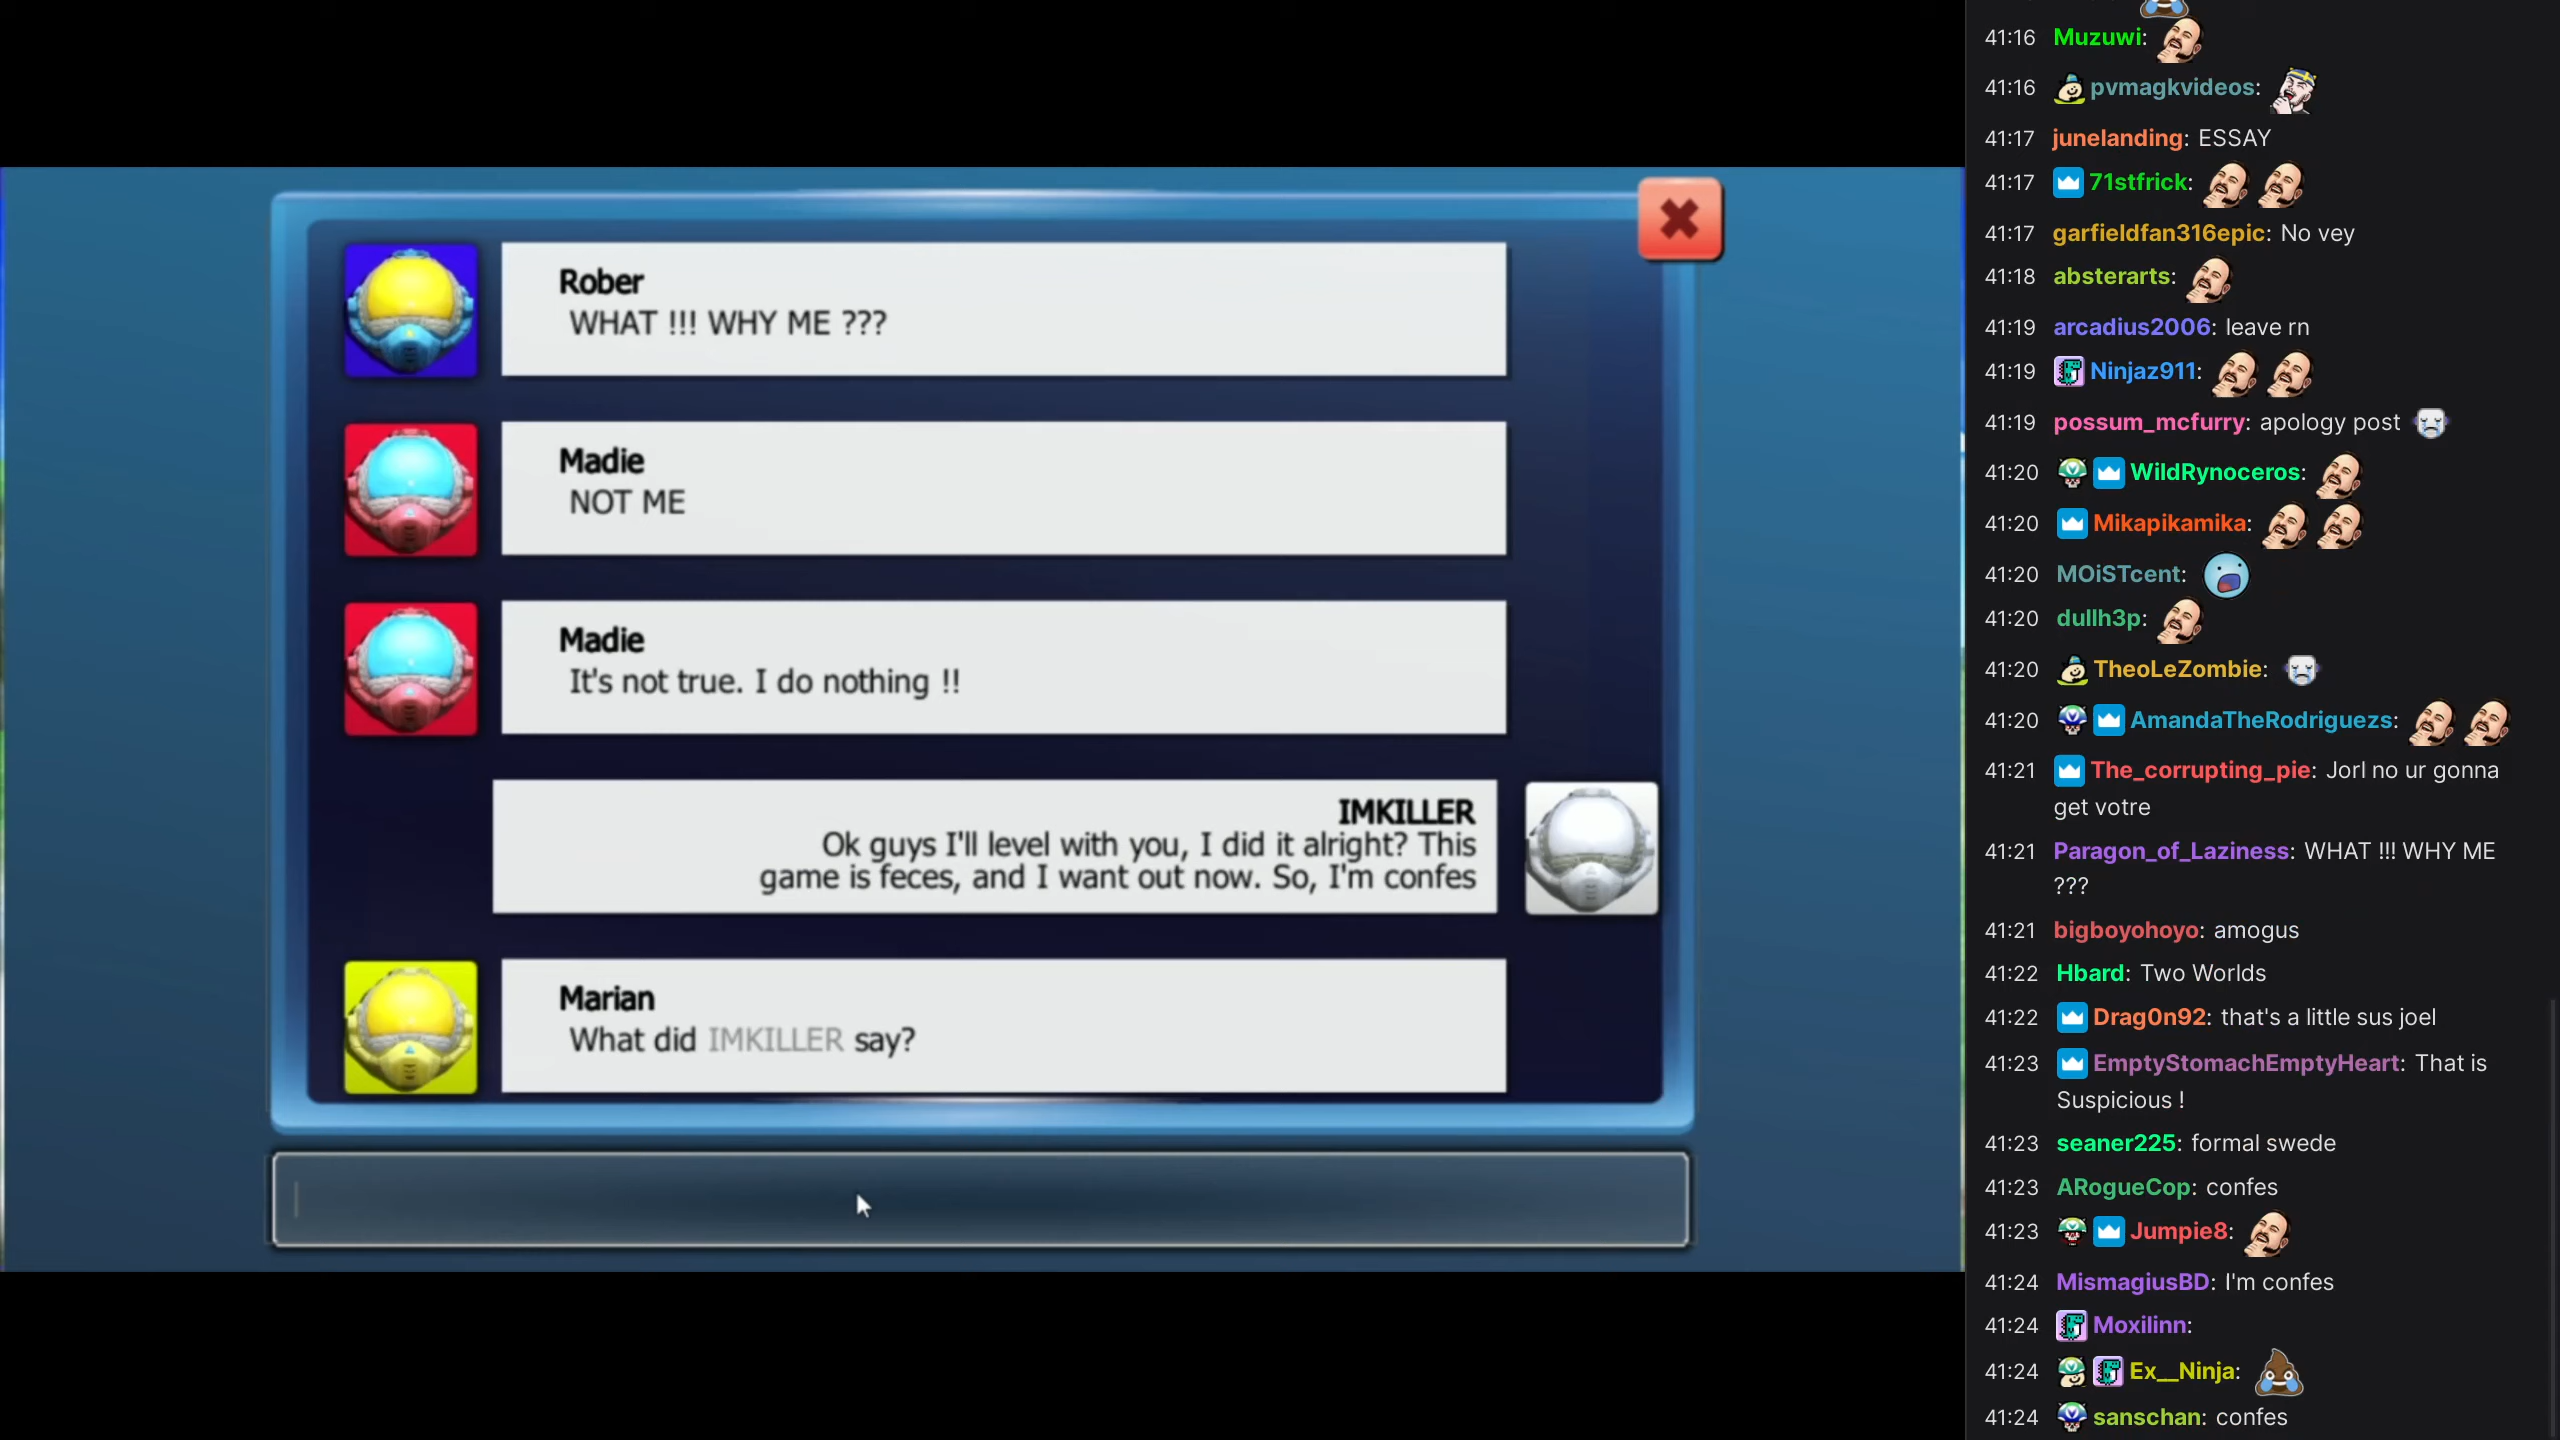 Rober
WHAT !!! WHY ME ???
Madie
NOT ME
Madie
It's not true. I do nothing !!
IMKILLER
Ok guys I'll level with you, I did it alright? This
game is feces, and I want out now. So, I'm confes
Marian
What did IMKILLER say?
41:16 Muzuwi:
41:16 pvmagkvideos:
41:17 junelanding: ESSAY
41:17 71stfrick:
41:17 garfieldfan316epic: No vey
41:18 absterarts:
41:19 arcadius2006: leave rn
41:19 Ninjaz911:
41:19 possum_mcfurry: apology post
41:20 WildRynoceros:
41:20 Mikapikamika:
41:20 MOiSTcent:
41:20 dullh3p:
41:20 TheoLeZombie:
41:20 AmandaTheRodriguezs:
41:21 The_corrupting_pie: Jorl no ur gonna
get votre
41:21 Paragon_of_Laziness: WHAT !!! WHY ME
???
41:21 bigboyohoyo: amogus
41:22 Hbard: Two Worlds
41:22 Drag0n92: that's a little sus joel
41:23 EmptyStomachEmptyHeart: That is
Suspicious !
41:23 seaner225: formal swede
41:23 ARogueCop: confes
41:23 Jumpie8:
41:24 MismagiusBD: I'm confes
41:24 Moxilinn:
41:24 Ex__Ninja:
41:24 sanschan: confes